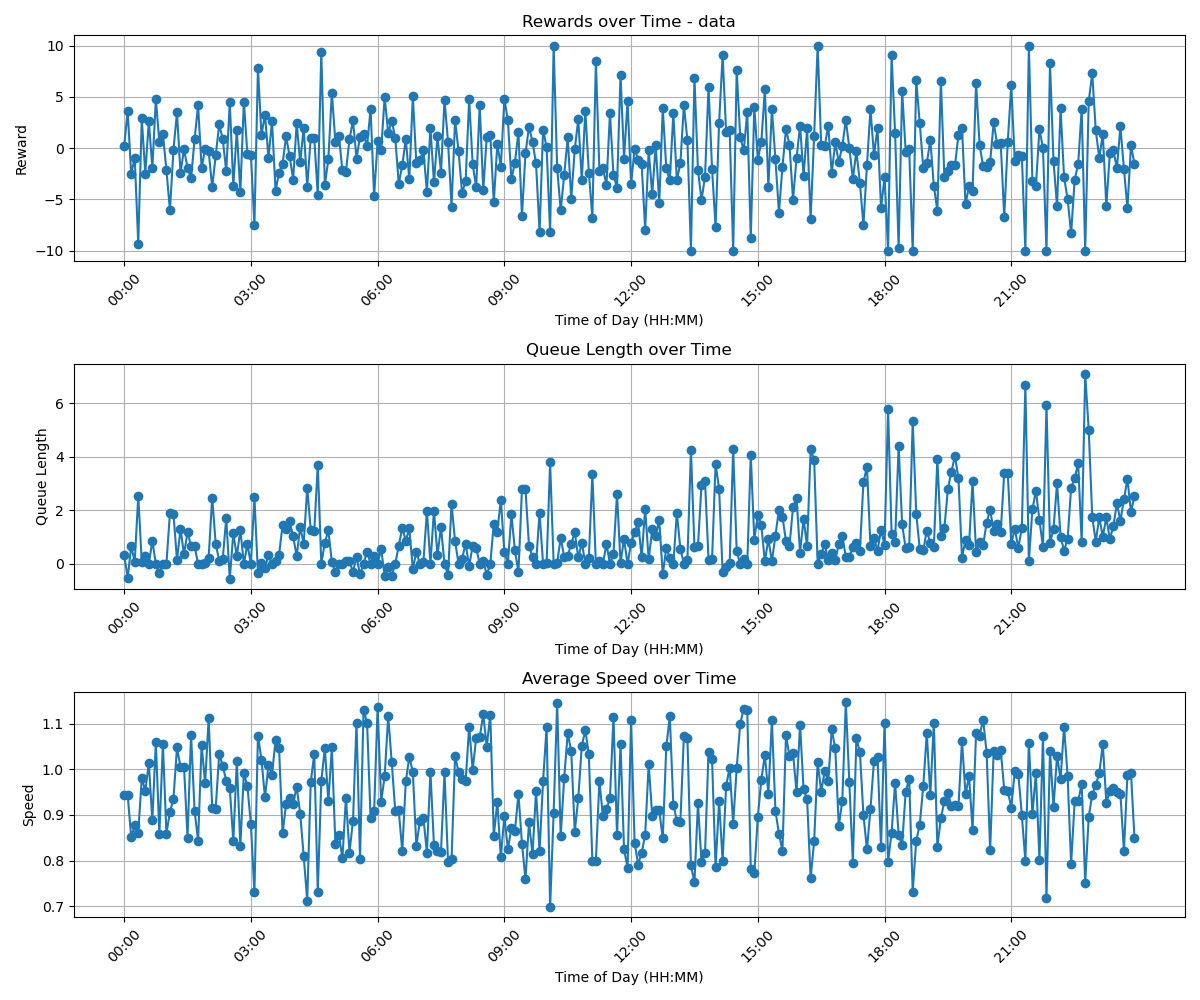 Rewards over Time - data
Reward
10
5
0
−5
−10
00:00 03:00 06:00 09:00 12:00 15:00 18:00 21:00
Time of Day (HH:MM)
Queue Length over Time
Queue Length
6
4
2
0
00:00 03:00 06:00 09:00 12:00 15:00 18:00 21:00
Time of Day (HH:MM)
Average Speed over Time
Speed
1.1
1.0
0.9
0.8
0.7
00:00 03:00 06:00 09:00 12:00 15:00 18:00 21:00
Time of Day (HH:MM)